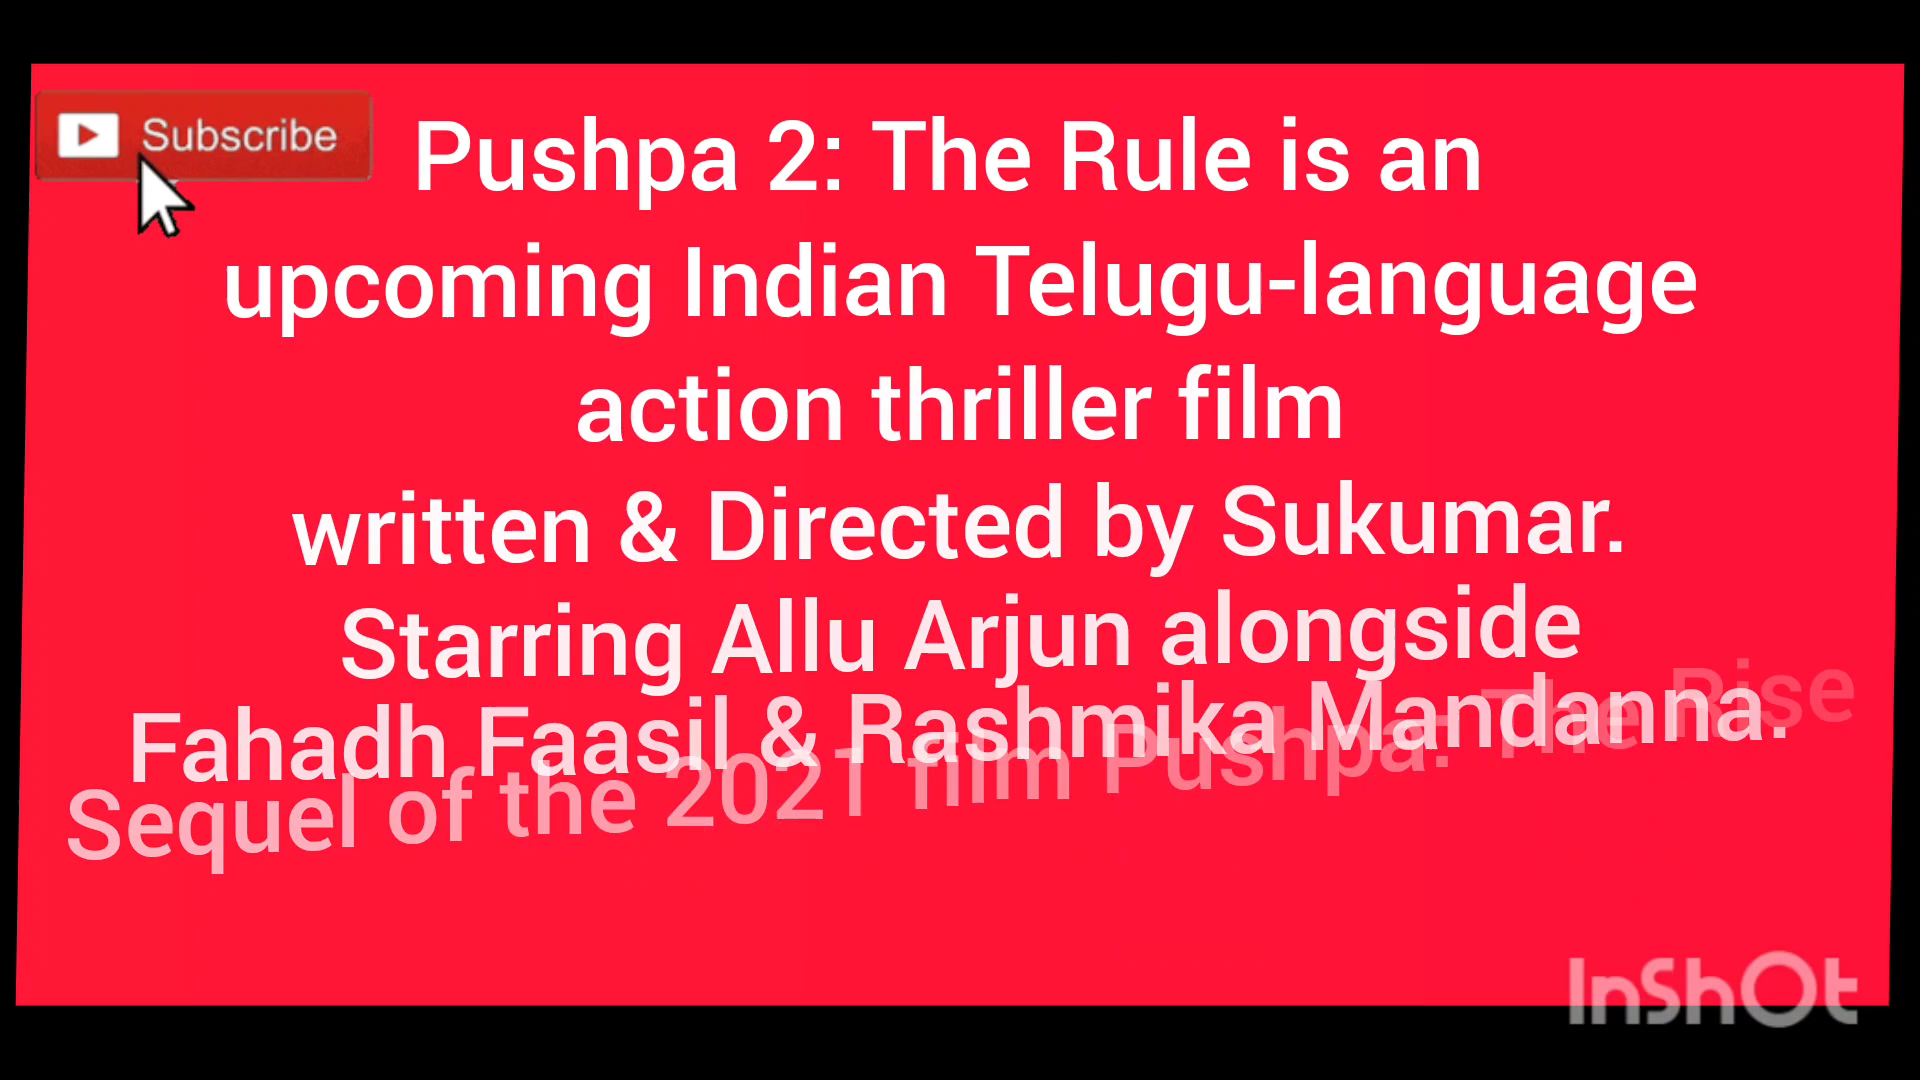 Subscribe
Pushpa 2: The Rule is an
upcoming Indian Telugu-language
action thriller film
written & Directed by Sukumar.
Starring Allu Arjun alongside
Fahadh Faasil & Rashmika Mandanna.
Sequel of the 2021 film Pushpa: The Rise
InShOt